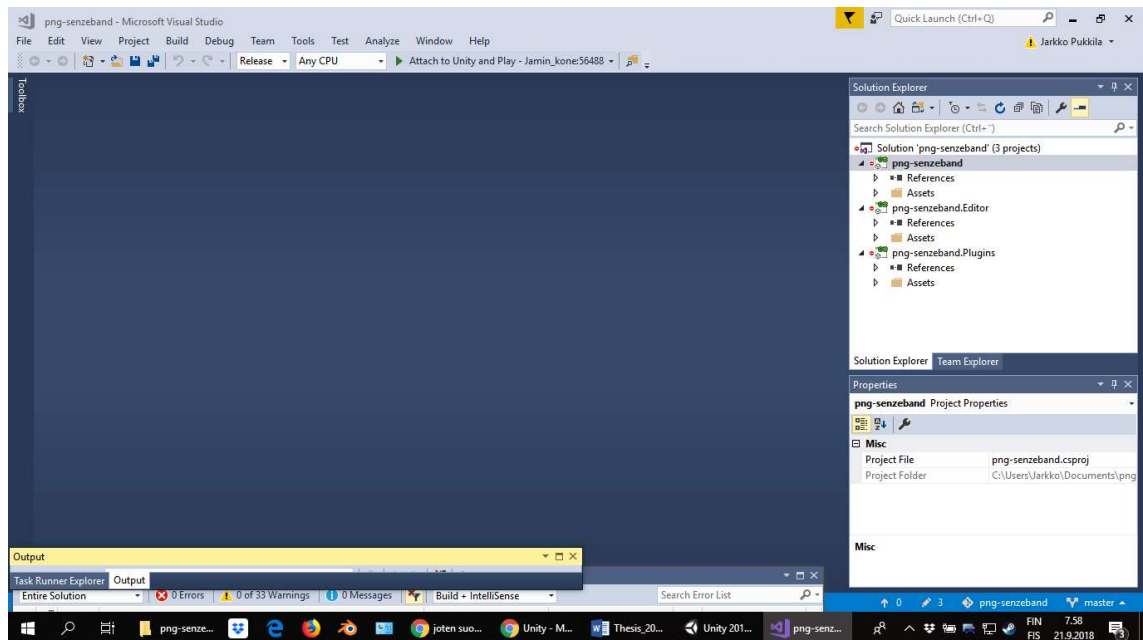 png-senzeband - Microsoft Visual Studio
Quick Launch (Ctrl+Q)
File Edit View Project Build Debug Team Tools Test Analyze Window Help
Jarkko Pukkila
Release Any CPU Attach to Unity and Play - Jamin_kone:56488
Toolbox
Solution Explorer
Search Solution Explorer (Ctrl+¨)
Solution 'png-senzeband' (3 projects)
png-senzeband
References
Assets
png-senzeband.Editor
References
Assets
png-senzeband.Plugins
References
Assets
Solution Explorer Team Explorer
Properties
png-senzeband Project Properties
Misc
Project File png-senzeband.csproj
Project Folder C:\Users\Jarkko\Documents\png
Misc
Output
Task Runner Explorer Output
Entire Solution 0 Errors 0 of 33 Warnings 0 Messages Build + IntelliSense Search Error List
0 3 png-senzeband master
png-senze... joten suo... Unity - M... Thesis_20... Unity 201... png-senz...
FIN 7.58
FIS 21.9.2018